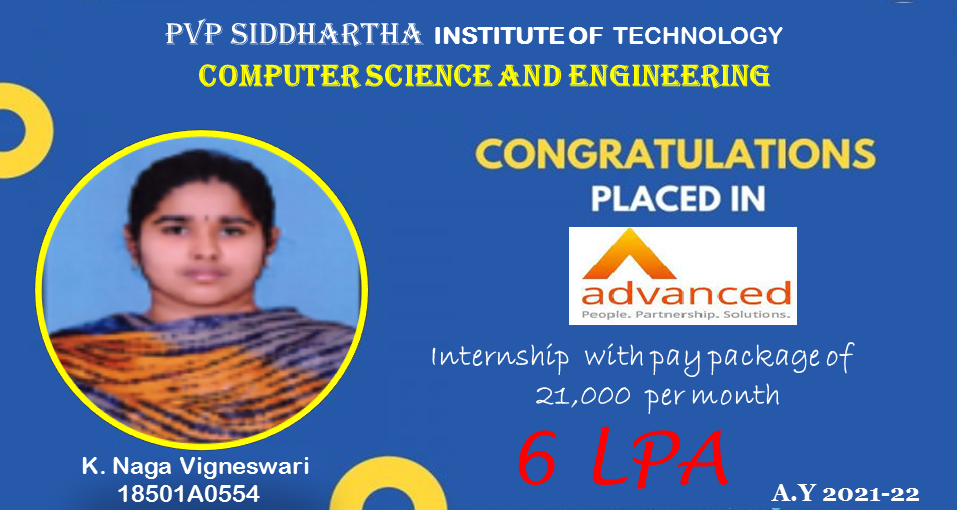 PVP SIDDHARTHA INSTITUTE OF TECHNOLOGY
COMPUTER SCIENCE AND ENGINEERING
CONGRATULATIONS
PLACED IN
advanced
People. Partnership. Solutions.
Internship with pay package of
21,000 per month
6 LPA
K. Naga Vigneswari
18501A0554
A.Y 2021-22